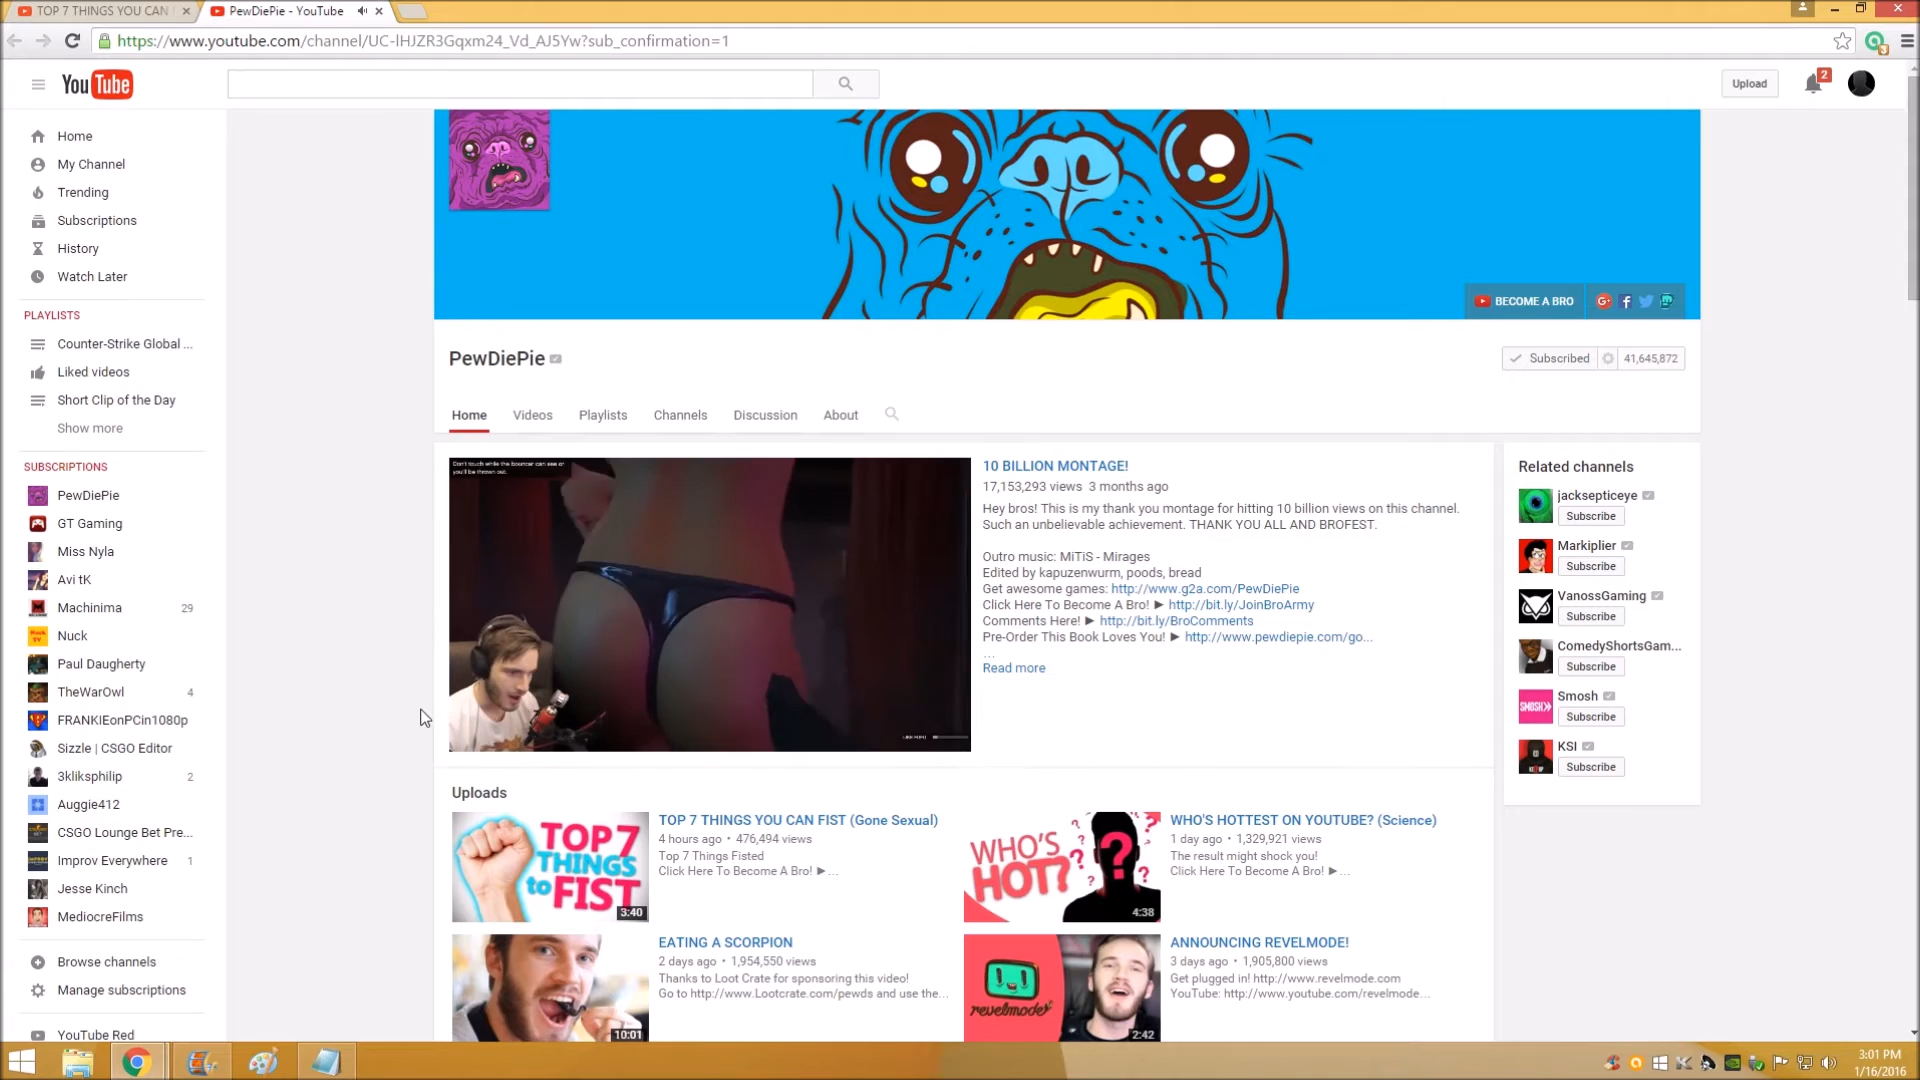 TOP 7 THINGS YOU CAN
PewDiePie - YouTube
https://www.youtube.com/channel/UC-lHJZR3Gqxm24_Vd_AJ5Yw?sub_confirmation=1
YouTube
Upload
2
Home
My Channel
Trending
Subscriptions
History
Watch Later
PLAYLISTS
Counter-Strike Global ...
Liked videos
Short Clip of the Day
Show more
SUBSCRIPTIONS
PewDiePie
GT Gaming
Miss Nyla
Avi tK
Machinima 29
Nuck
Paul Daugherty
TheWarOwl 4
FRANKIEonPCin1080p
Sizzle | CSGO Editor
3kliksphilip 2
Auggie412
CSGO Lounge Bet Pre...
Improv Everywhere 1
Jesse Kinch
MediocreFilms
Browse channels
Manage subscriptions
YouTube Red
BECOME A BRO
PewDiePie
Subscribed 41,645,872
Home Videos Playlists Channels Discussion About
Don't touch while the bouncer can see or
you'll be thrown out.
10 BILLION MONTAGE!
17,153,293 views 3 months ago
Hey bros! This is my thank you montage for hitting 10 billion views on this channel.
Such an unbelievable achievement. THANK YOU ALL AND BROFEST.
Outro music: MiTiS - Mirages
Edited by kapuzenwurm, poods, bread
Get awesome games: http://www.g2a.com/PewDiePie
Click Here To Become A Bro! ► http://bit.ly/JoinBroArmy
Comments Here! ► http://bit.ly/BroComments
Pre-Order This Book Loves You! ► http://www.pewdiepie.com/go...
...
Read more
Related channels
jacksepticeye
Subscribe
Markiplier
Subscribe
VanossGaming
Subscribe
ComedyShortsGam...
Subscribe
SMOSH
Smosh
Subscribe
KSI
Subscribe
Uploads
TOP 7
THINGS
to FIST
3:40
TOP 7 THINGS YOU CAN FIST (Gone Sexual)
4 hours ago • 476,494 views
Top 7 Things Fisted
Click Here To Become A Bro! ►...
WHO'S
HOT?
4:38
WHO'S HOTTEST ON YOUTUBE? (Science)
1 day ago • 1,329,921 views
The result might shock you!
Click Here To Become A Bro! ►...
10:01
EATING A SCORPION
2 days ago • 1,954,550 views
Thanks to Loot Crate for sponsoring this video!
Go to http://www.Lootcrate.com/pewds and use the...
revelmode
2:42
ANNOUNCING REVELMODE!
3 days ago • 1,905,800 views
Get plugged in! http://www.revelmode.com
YouTube: http://www.youtube.com/revelmode...
3:01 PM
1/16/2016